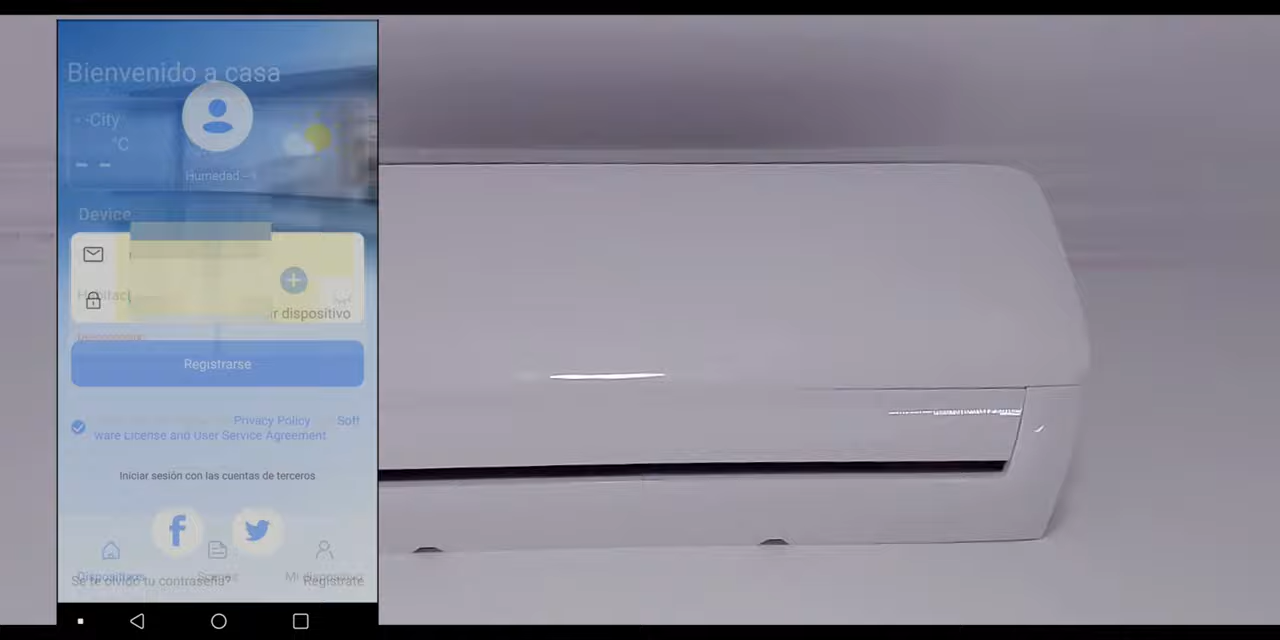 Bienvenido a casa
- -City
°C
- -
Humedad - -
Device
ir dispositivo
Registrarse
Privacy Policy Soft
ware License and User Service Agreement
Iniciar sesión con las cuentas de terceros
Se te olvidó tu contraseña? Regístrate